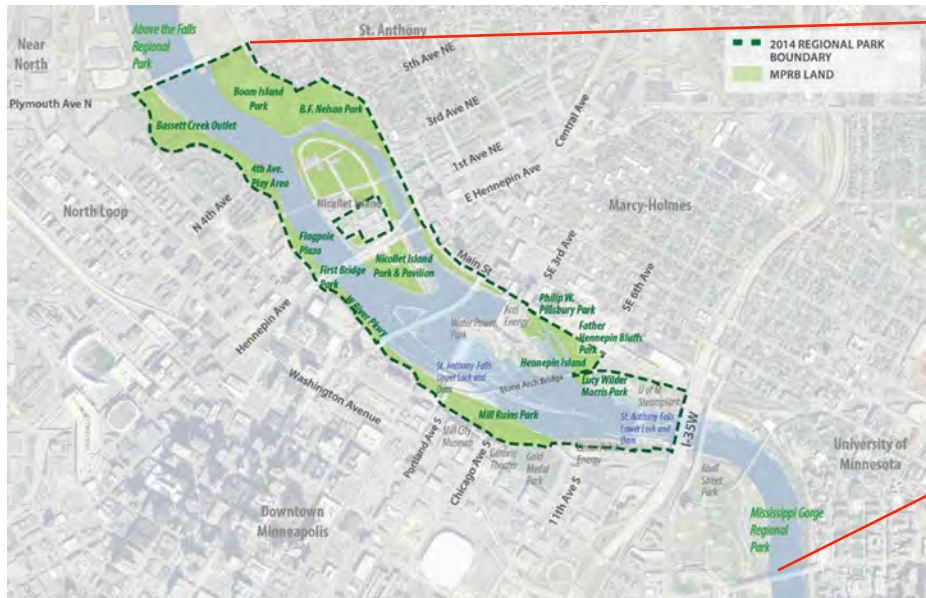 Above the Falls
Regional
Park
St. Anthony
Near
North
5th Ave NE
2014 REGIONAL PARK
BOUNDARY
MPRB LAND
Plymouth Ave N
Boom Island
Park
B.F. Nelson Park
3rd Ave NE
Central Ave
Bassett Creek Outlet
1st Ave NE
4th Ave.
Play Area
E Hennepin Ave
North Loop
N 4th Ave
Nicollet Island
Marcy-Holmes
Flagpole
Plaza
Nicollet Island
Park & Pavilion
Main St
SE 3rd Ave
First Bridge
Park
SE 6th Ave
W River Pkwy
Philip W.
Pillsbury Park
Hennepin Ave
Water Power
Park
Xcel
Energy
Father
Hennepin Bluffs
Park
Hennepin Island
St. Anthony Falls
Upper Lock and
Dam
Stone Arch Bridge
Lucy Wilder
Morris Park
U of M
Steamplant
Washington Avenue
Mill Ruins Park
St. Anthony Falls
Lower Lock and
Dam
I-35W
Portland Ave S
Mill City
Museum
Chicago Ave S
Guthrie
Theater
Gold
Medal
Park
Energy
11th Ave S
Bluff
Street
Park
University of
Minnesota
Downtown
Minneapolis
Mississippi Gorge
Regional
Park